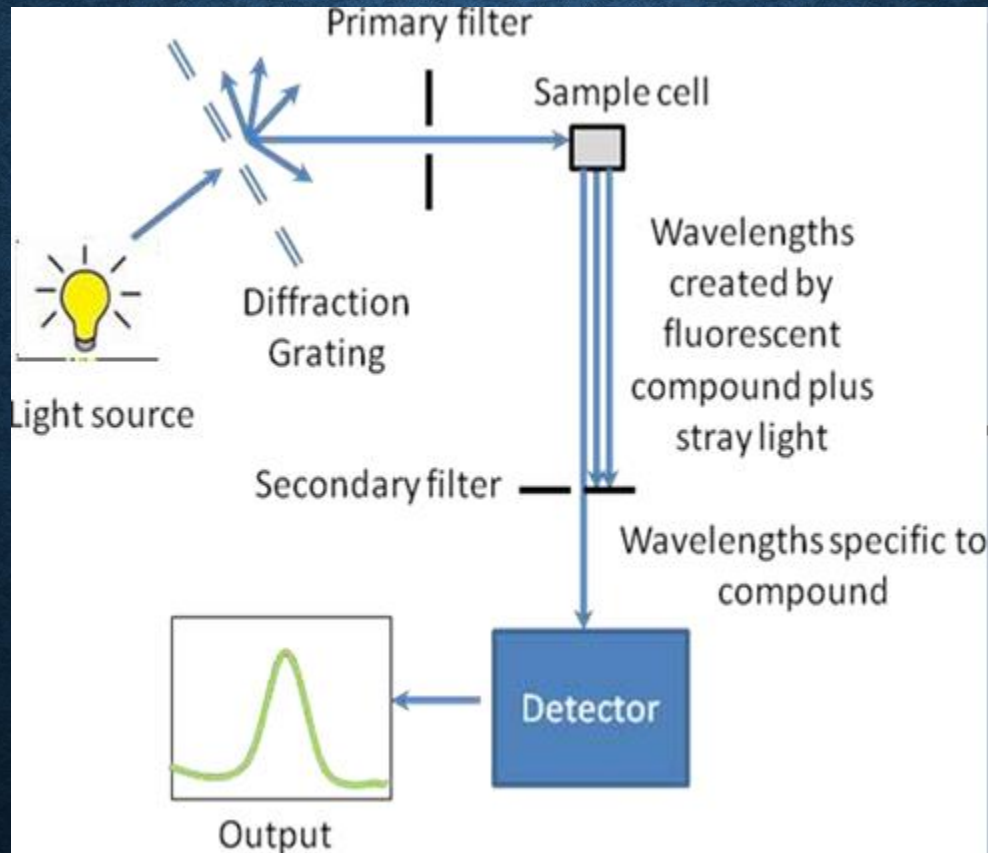 Primary filter
Sample cell
Diffraction
Grating
Light source
Wavelengths
created by
fluorescent
compound plus
stray light
Secondary filter
Wavelengths specific to
compound
Detector
Output